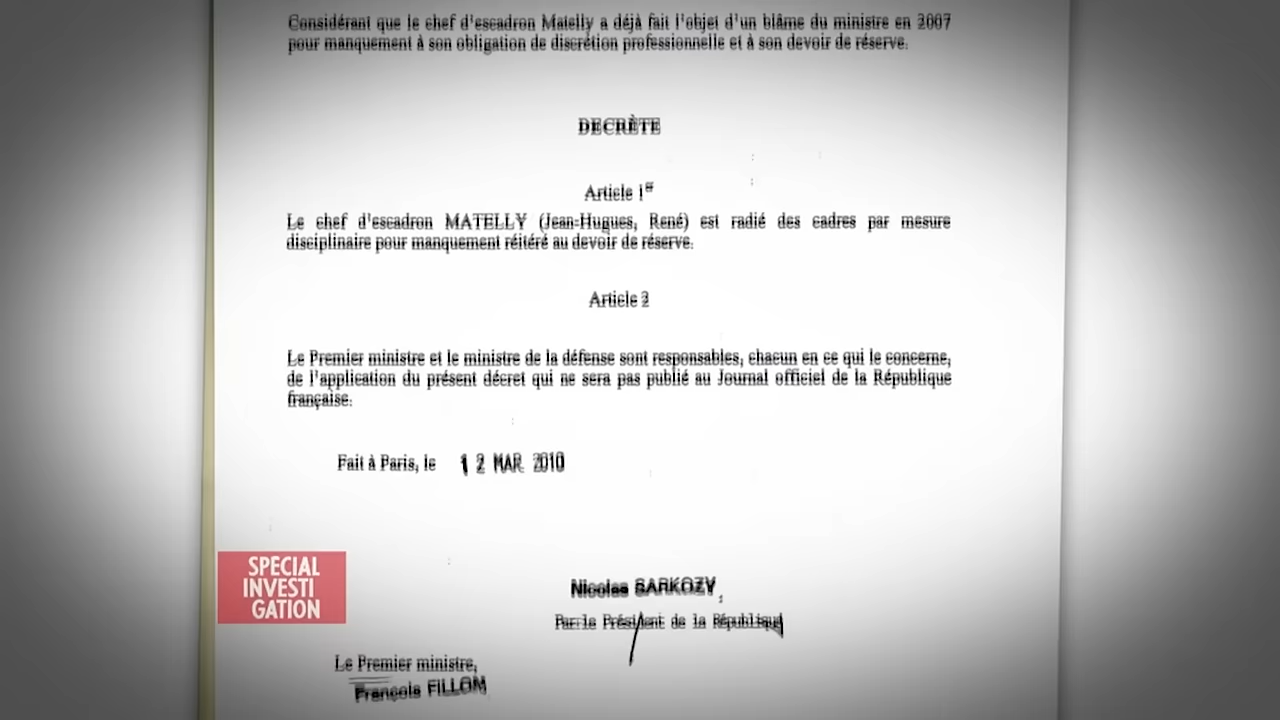 Considérant que le chef d'escadron Matelly a déjà fait l'objet d'un blâme du ministre en 2007
pour manquement à son obligation de discrétion professionnelle et à son devoir de réserve.
DECRÈTE
Article 1er
Le chef d'escadron MATELLY (Jean-Hugues, René) est radié des cadres par mesure
disciplinaire pour manquement réitéré au devoir de réserve.
Article 2
Le Premier ministre et le ministre de la défense sont responsables, chacun en ce qui le concerne,
de l'application du présent décret qui ne sera pas publié au Journal officiel de la République
française.
Fait à Paris, le 12 MAR. 2010
SPECIAL
INVESTI
GATION
Nicolas SARKOZY
Par le Président de la République
Le Premier ministre,
François FILLON